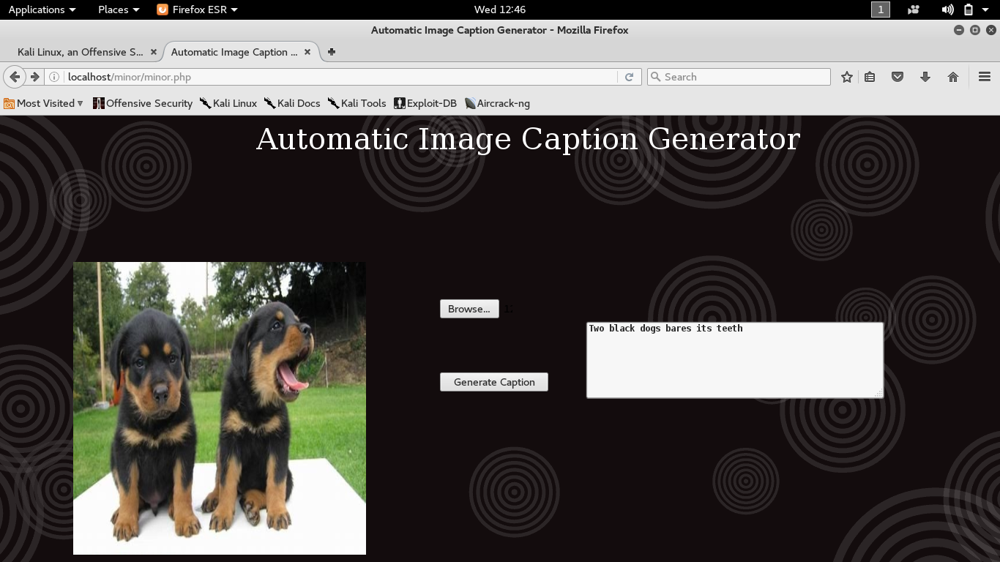 Applications Places Firefox ESR Wed 12:46 1
Automatic Image Caption Generator - Mozilla Firefox
Kali Linux, an Offensive S... Automatic Image Caption ...
localhost/minor/minor.php Search
Most Visited Offensive Security Kali Linux Kali Docs Kali Tools Exploit-DB Aircrack-ng
Automatic Image Caption Generator
Browse...
Two black dogs bares its teeth
Generate Caption